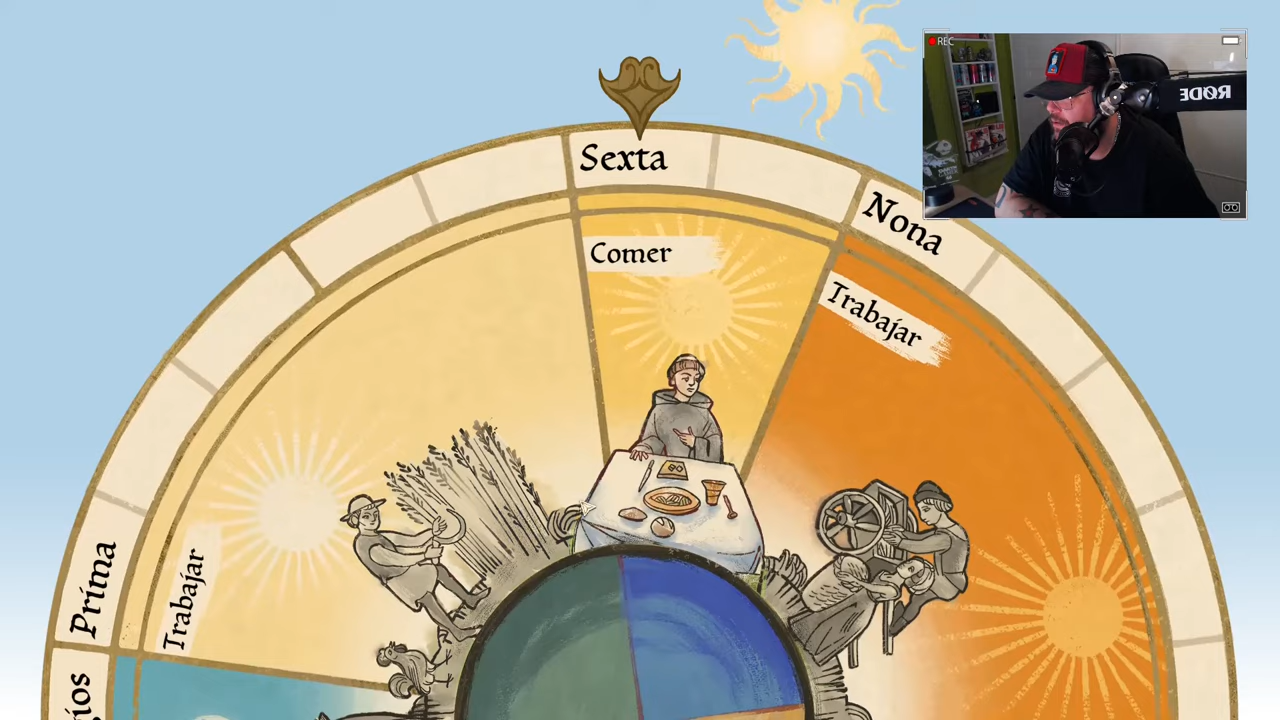 REC
RØDE
Sexta
Nona
Comer
Trabajar
Prima
Trabajar